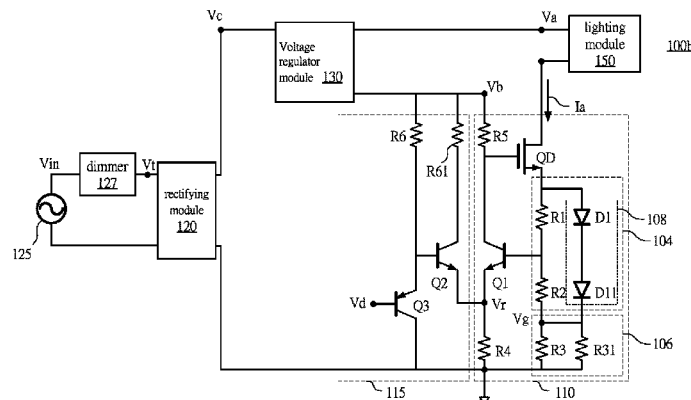 Vc
Va
Voltage
regulator
module
130
lighting
module
150
100b
Vb
Ia
R6
R61
R5
QD
Vin
dimmer
127
Vt
rectifying
module
120
125
R1
D1
108
104
Q2
Q1
R2
D11
Vd
Q3
Vr
Vg
R4
R3
R31
106
115
110